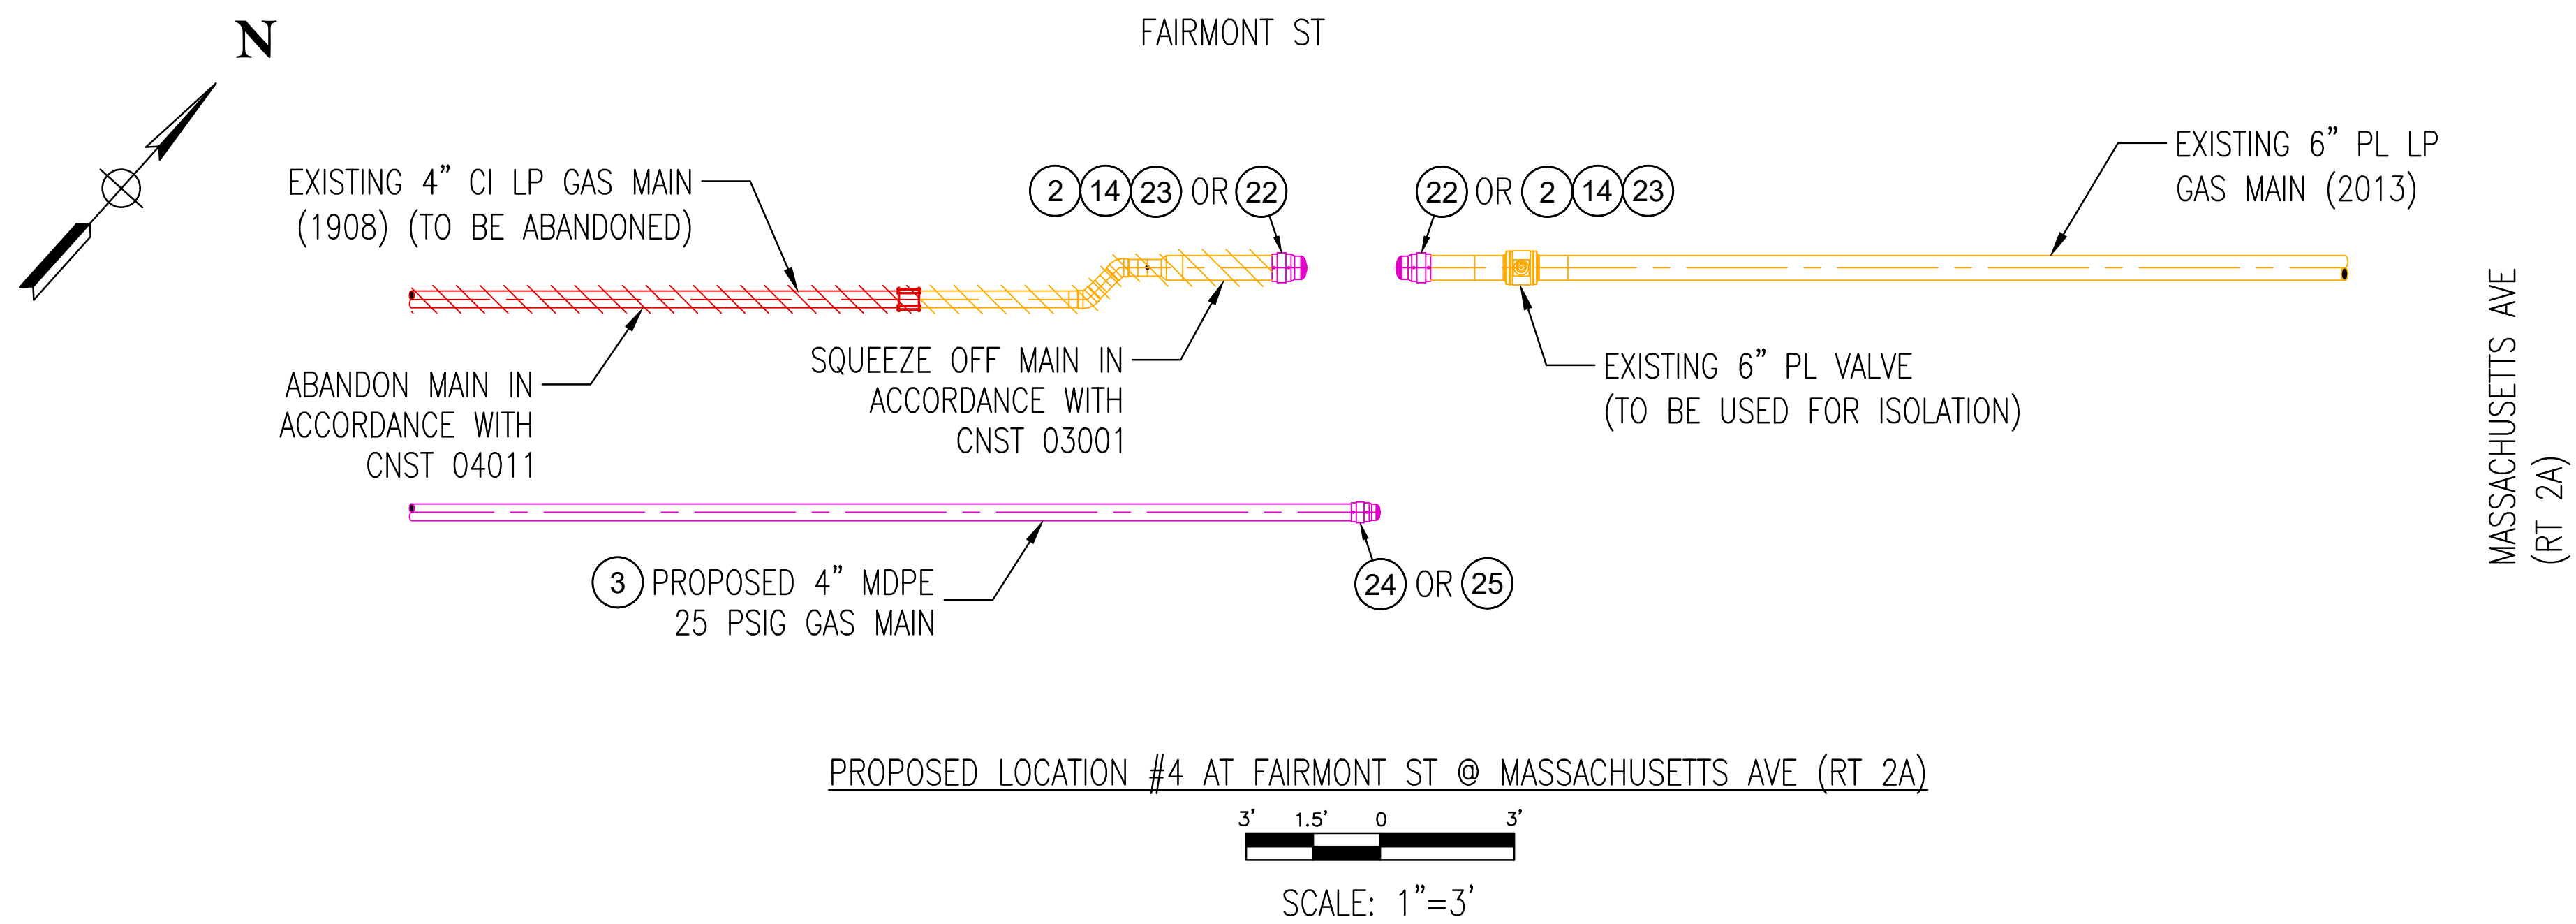 FAIRMONT ST
N
EXISTING 4” CI LP GAS MAIN
(1908) (TO BE ABANDONED)
2 14 23 OR 22
22 OR 2 14 23
EXISTING 6” PL LP
GAS MAIN (2013)
ABANDON MAIN IN
ACCORDANCE WITH
CNST 04011
SQUEEZE OFF MAIN IN
ACCORDANCE WITH
CNST 03001
EXISTING 6” PL VALVE
(TO BE USED FOR ISOLATION)
MASSACHUSETTS AVE
(RT 2A)
3 PROPOSED 4” MDPE
25 PSIG GAS MAIN
24 OR 25
PROPOSED LOCATION #4 AT FAIRMONT ST @ MASSACHUSETTS AVE (RT 2A)
3' 1.5' 0 3'
SCALE: 1”=3'